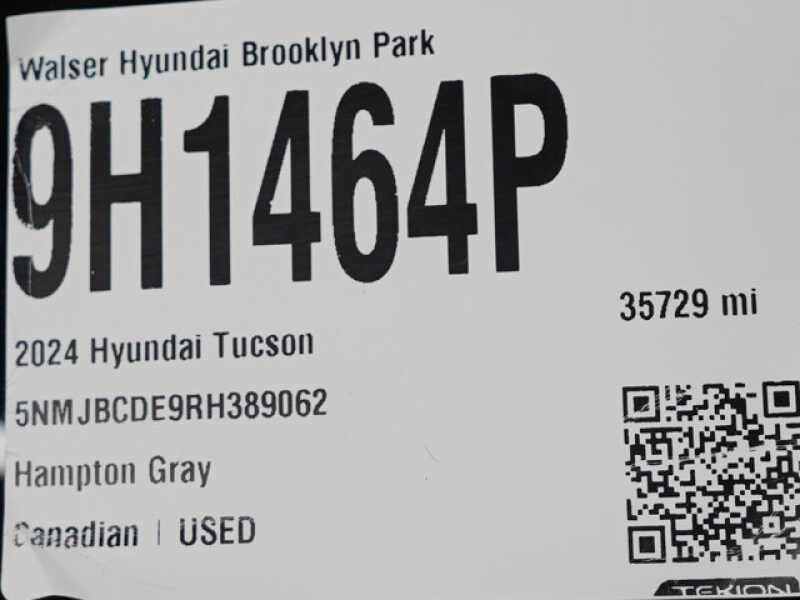 Walser Hyundai Brooklyn Park
9H1464P
35729 mi
2024 Hyundai Tucson
5NMJBCDE9RH389062
Hampton Gray
Canadian | USED
TEKION